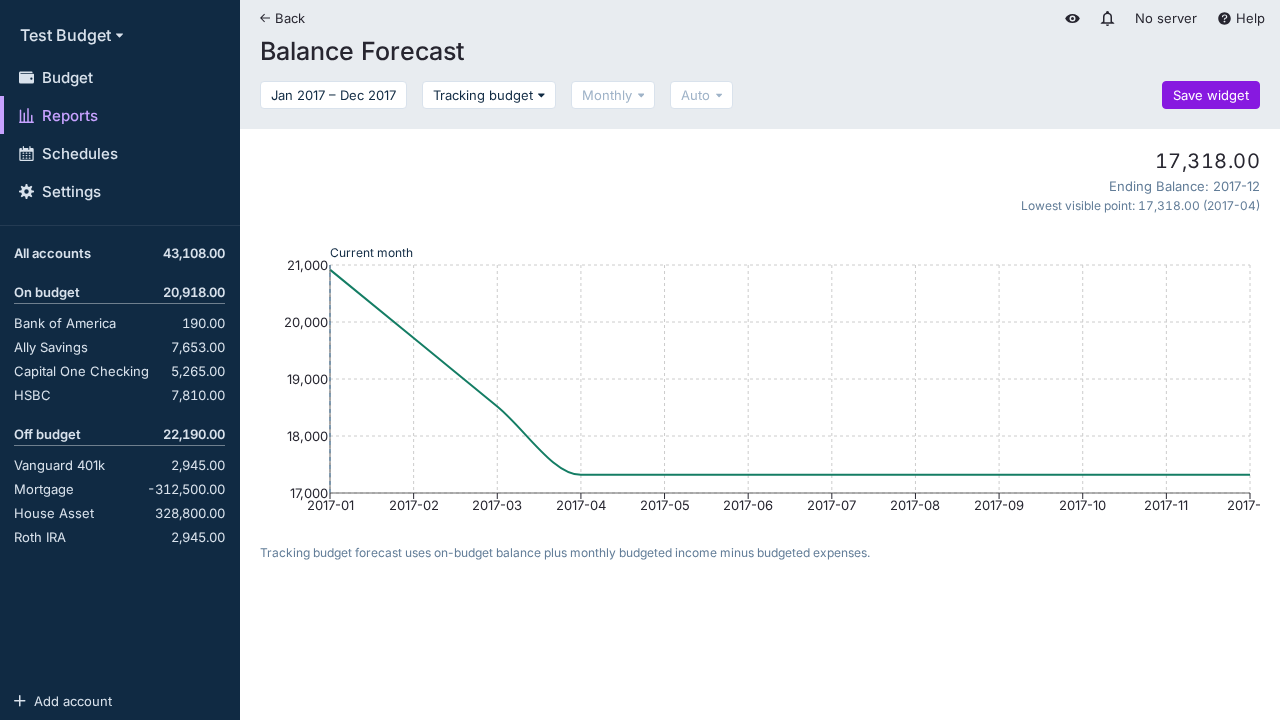 Test Budget
Budget
Reports
Schedules
Settings
All accounts 43,108.00
On budget 20,918.00
Bank of America 190.00
Ally Savings 7,653.00
Capital One Checking 5,265.00
HSBC 7,810.00
Off budget 22,190.00
Vanguard 401k 2,945.00
Mortgage -312,500.00
House Asset 328,800.00
Roth IRA 2,945.00
Add account
Back
No server
Help
Balance Forecast
Jan 2017 – Dec 2017
Tracking budget
Monthly
Auto
Save widget
17,318.00
Ending Balance: 2017-12
Lowest visible point: 17,318.00 (2017-04)
Current month
21,000
20,000
19,000
18,000
17,000
2017-01 2017-02 2017-03 2017-04 2017-05 2017-06 2017-07 2017-08 2017-09 2017-10 2017-11 2017-
Tracking budget forecast uses on-budget balance plus monthly budgeted income minus budgeted expenses.